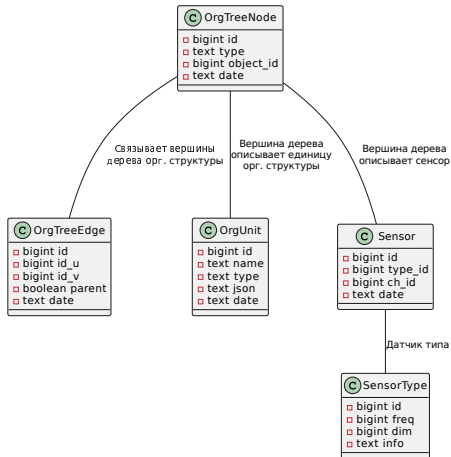 C OrgTreeNode
bigint id
text type
bigint object_id
text date
Связывает вершины
дерева орг. структуры
Вершина дерева
описывает единицу
орг. структуры
Вершина дерева
описывает сенсор
C OrgTreeEdge
bigint id
bigint id_u
bigint id_v
boolean parent
text date
C OrgUnit
bigint id
text name
text type
text json
text date
C Sensor
bigint id
bigint type_id
bigint ch_id
text date
Датчик типа
C SensorType
bigint id
bigint freq
bigint dim
text info